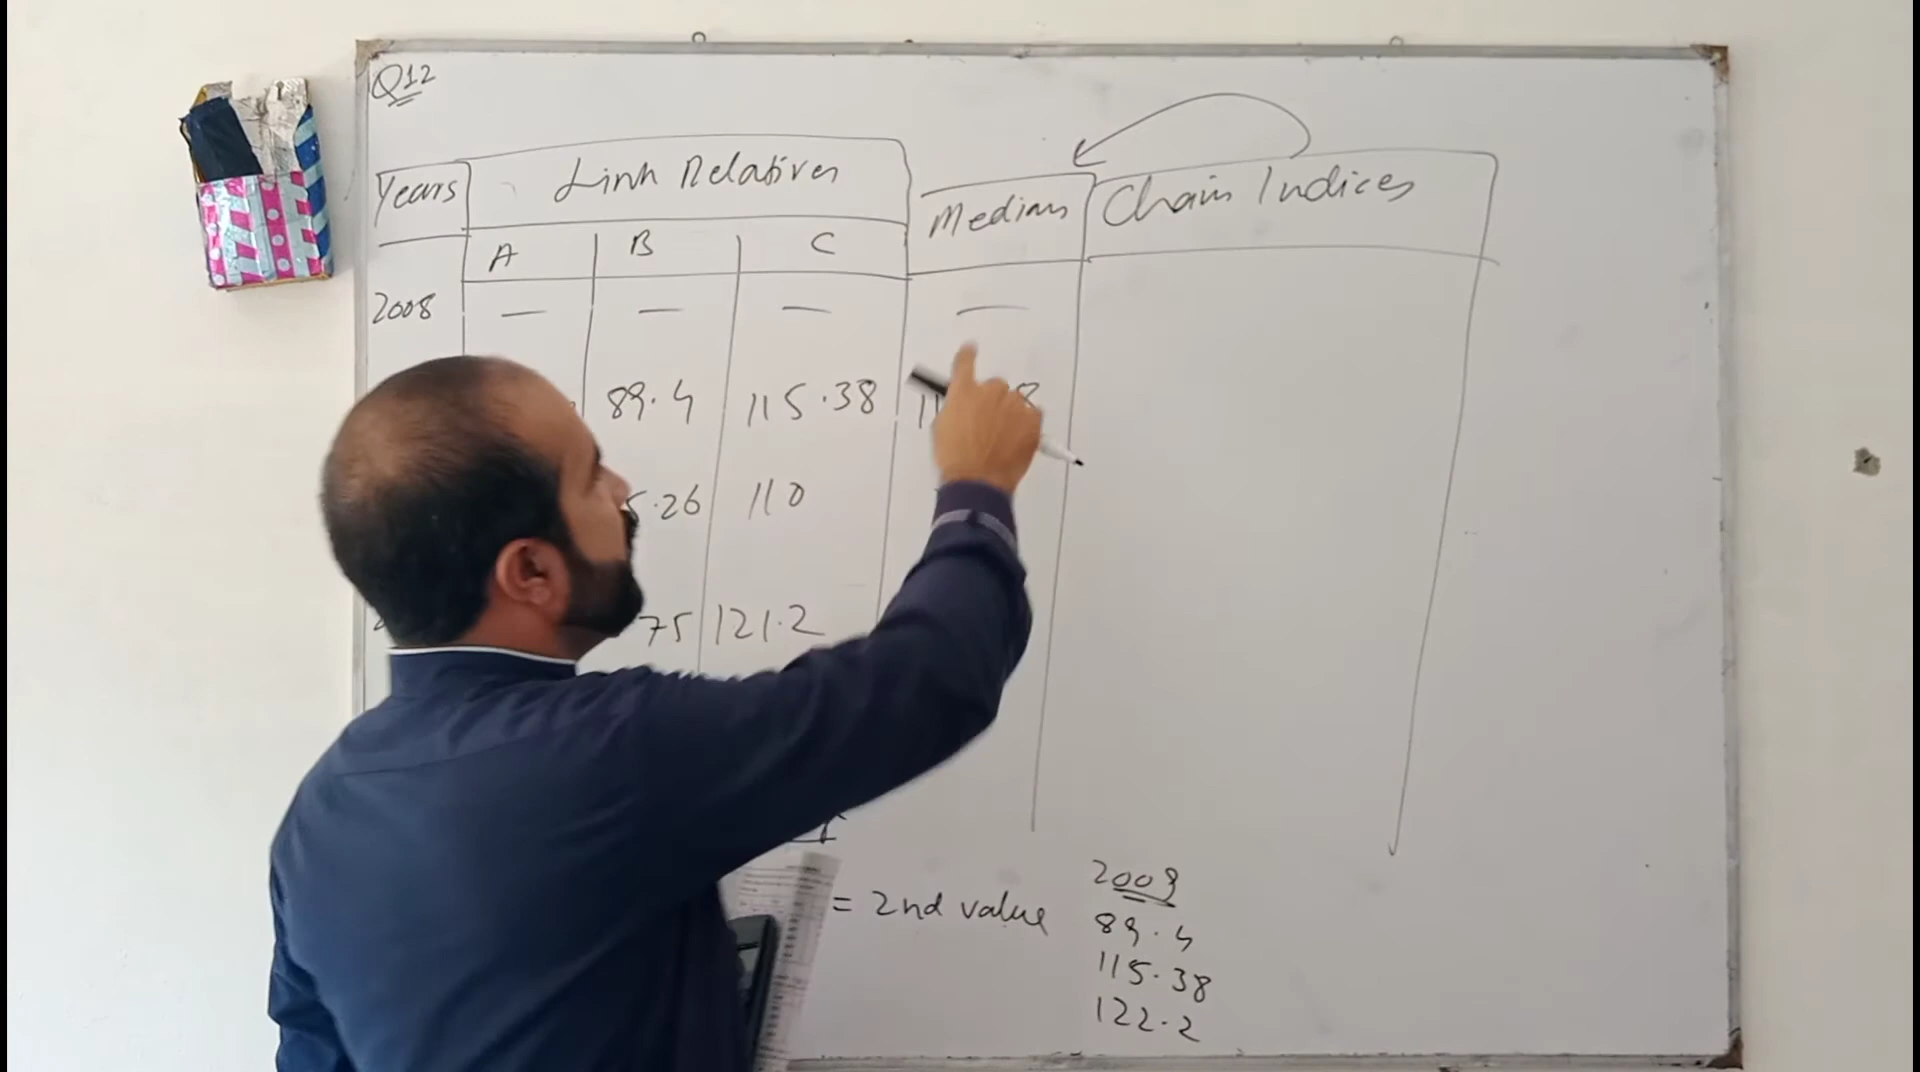 Q12
Years Link Relatives Median Chain Indices
A B C
2008 — — — —
89.4 115.38
5.26 110
75 121.2
= 2nd value
2009
89.4
115.38
122.2